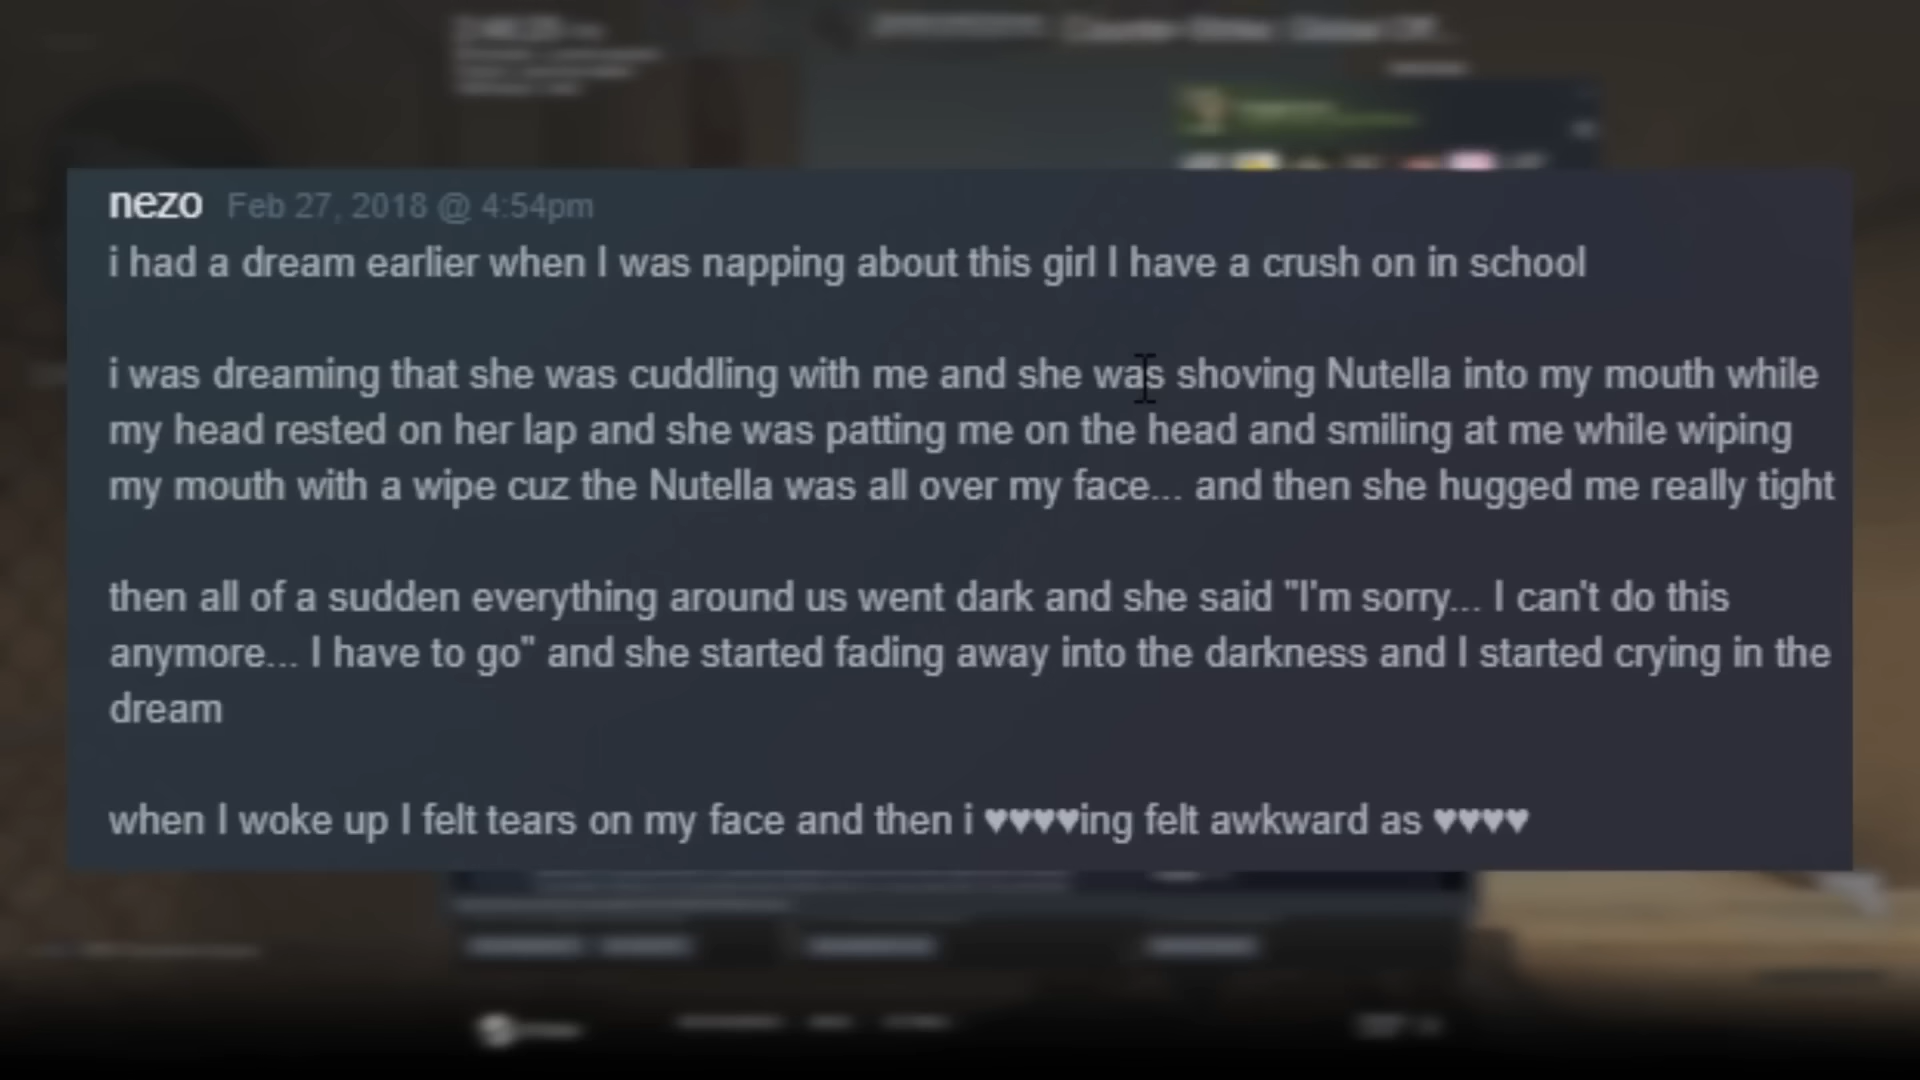 nezo Feb 27, 2018 @ 4:54pm
i had a dream earlier when I was napping about this girl I have a crush on in school
i was dreaming that she was cuddling with me and she was shoving Nutella into my mouth while
my head rested on her lap and she was patting me on the head and smiling at me while wiping
my mouth with a wipe cuz the Nutella was all over my face... and then she hugged me really tight
then all of a sudden everything around us went dark and she said "I'm sorry... I can't do this
anymore... I have to go" and she started fading away into the darkness and I started crying in the
dream
when I woke up I felt tears on my face and then i ♥♥♥♥ing felt awkward as ♥♥♥♥